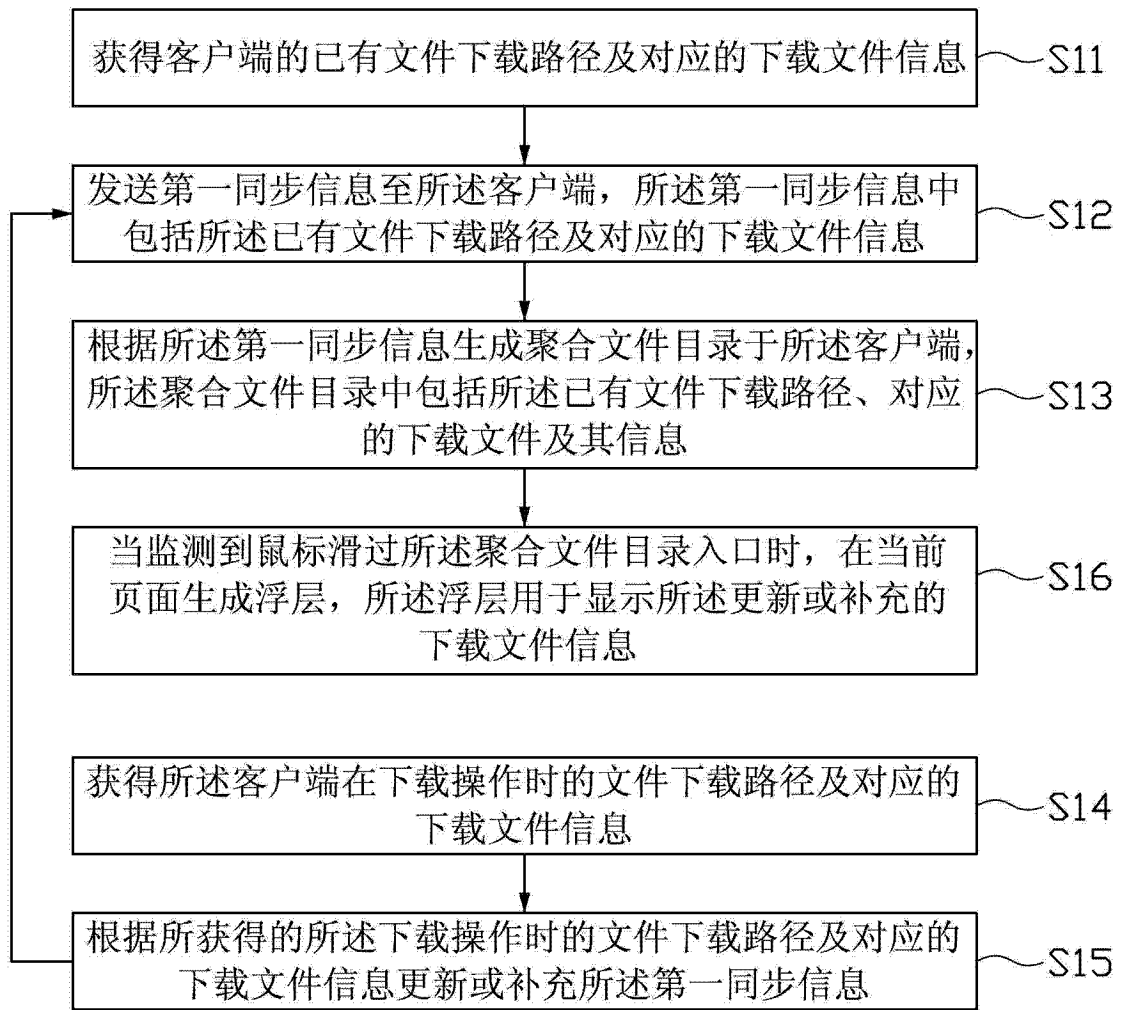 获得客户端的已有文件下载路径及对应的下载文件信息
S11
发送第一同步信息至所述客户端，所述第一同步信息中
包括所述已有文件下载路径及对应的下载文件信息
S12
根据所述第一同步信息生成聚合文件目录于所述客户端，
所述聚合文件目录中包括所述已有文件下载路径、对应
的下载文件及其信息
S13
当监测到鼠标滑过所述聚合文件目录入口时，在当前
页面生成浮层，所述浮层用于显示所述更新或补充的
下载文件信息
S16
获得所述客户端在下载操作时的文件下载路径及对应的
下载文件信息
S14
根据所获得的所述下载操作时的文件下载路径及对应的
下载文件信息更新或补充所述第一同步信息
S15